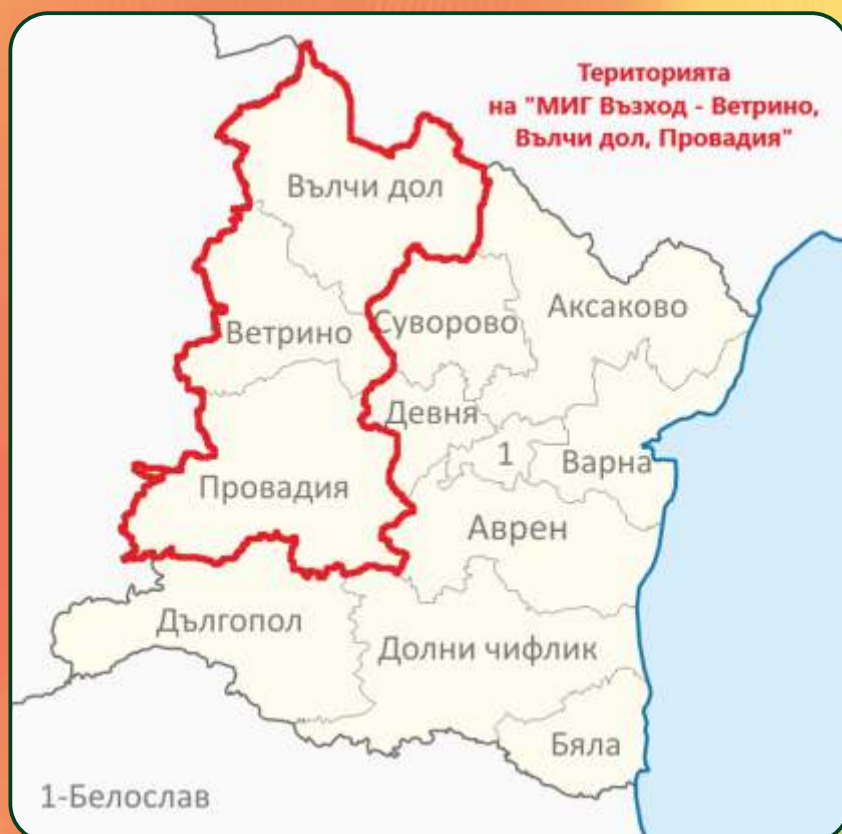 Територията
на "МИГ Възход - Ветрино,
Вълчи дол, Провадия"
Вълчи дол
Аксаково
Суворово
Ветрино
Девня
1
Варна
Провадия
Аврен
Дългопол
Долни чифлик
Бяла
1-Белослав